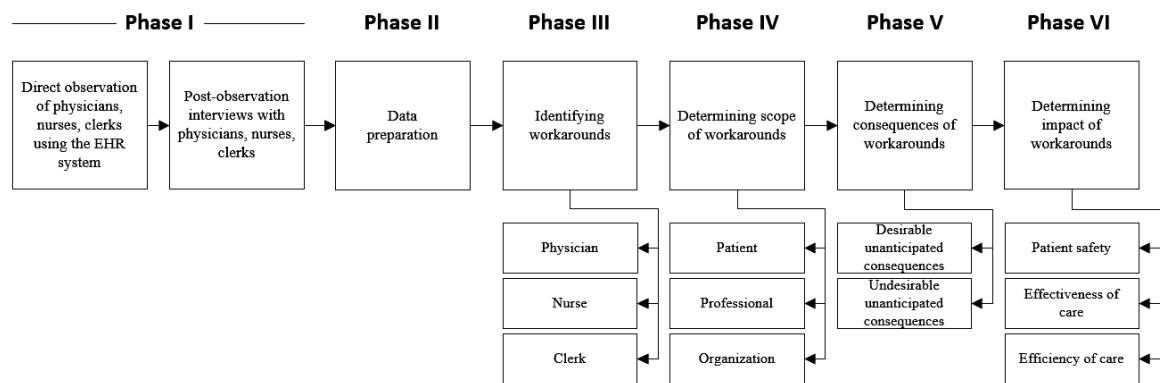 Phase I
Phase II
Phase III
Phase IV
Phase V
Phase VI
Direct observation
of physicians,
nurses, clerks
using the EHR
system
Post-observation
interviews with
physicians, nurses,
clerks
Data
preparation
Identifying
workarounds
Determining scope
of workarounds
Determining
consequences of
workarounds
Determining
impact of
workarounds
Physician
Nurse
Clerk
Patient
Professional
Organization
Desirable
unanticipated
consequences
Undesirable
unanticipated
consequences
Patient safety
Effectiveness of
care
Efficiency of care